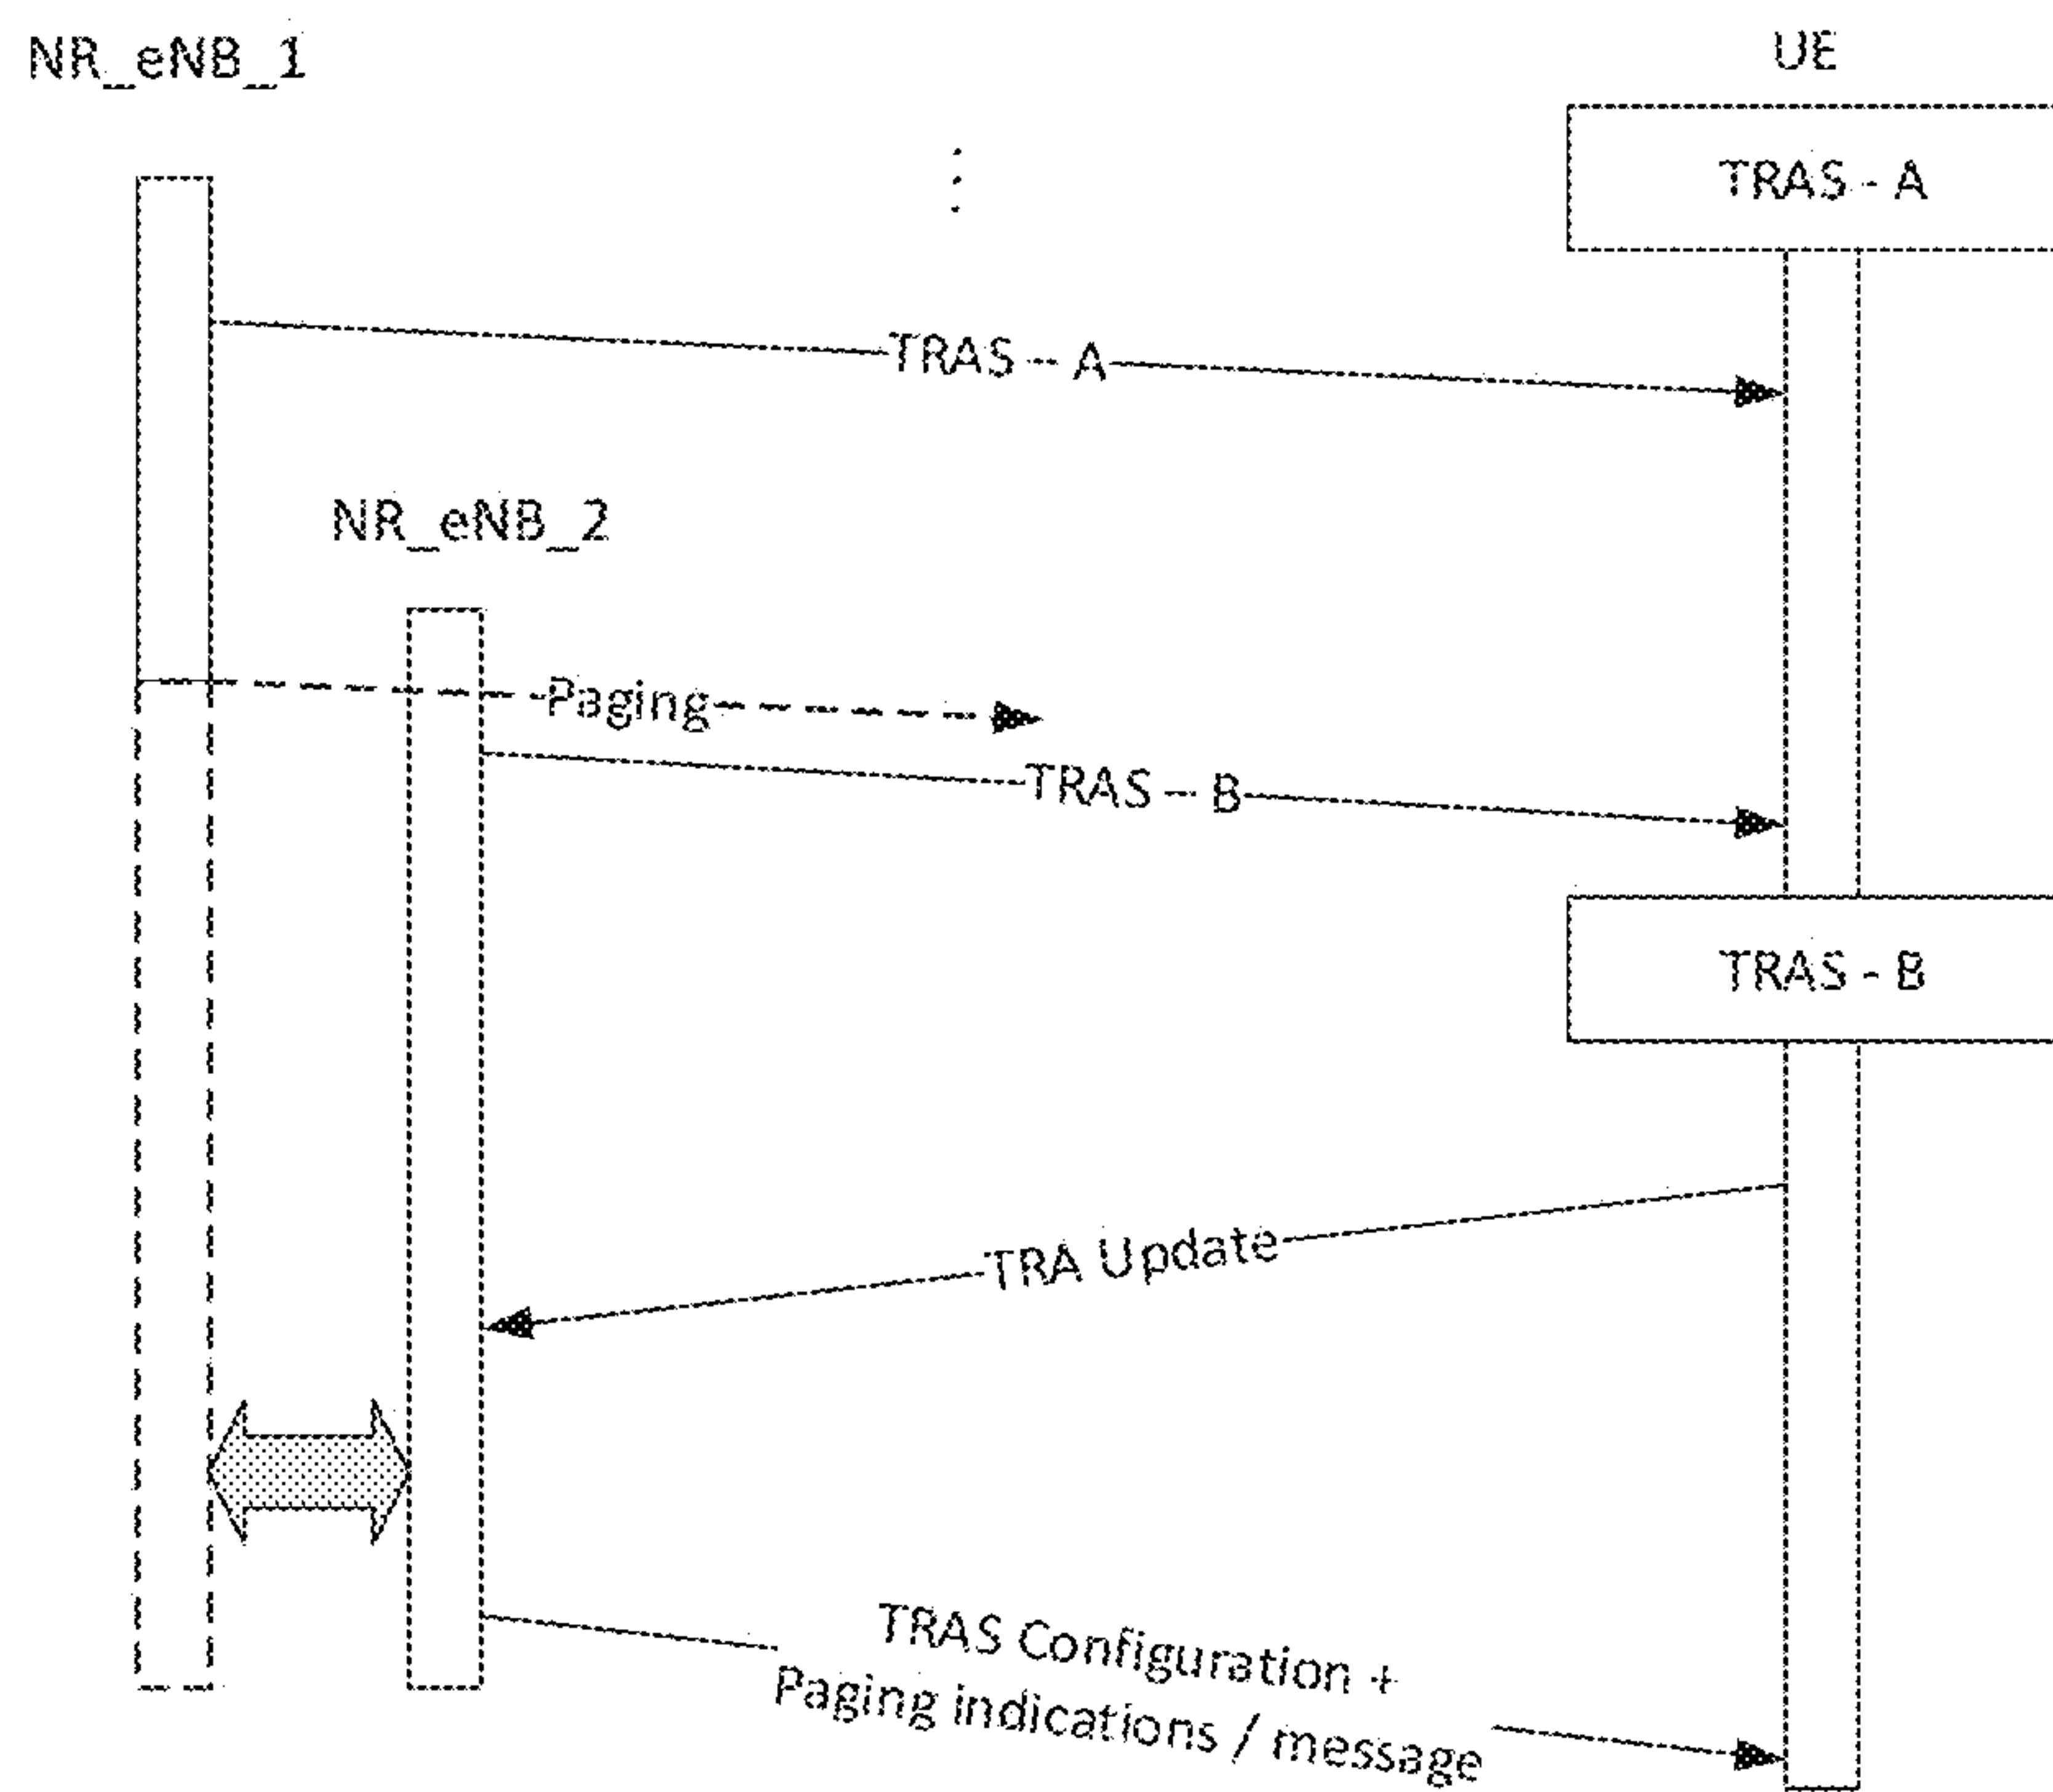 NR_eNB_1
UE
TRAS - A
TRAS – A
NR_eNB_2
Paging
TRAS – B
TRAS - B
TRA Update
TRAS Configuration +
Paging indications / message